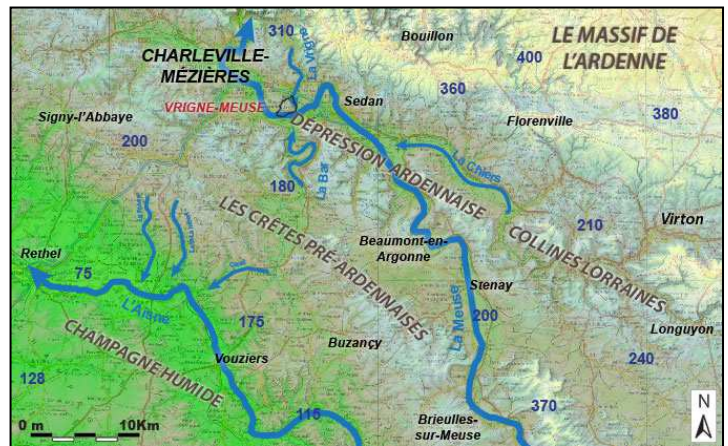 310
La Vrigne
Bouillon
LE MASSIF DE
L'ARDENNE
400
CHARLEVILLE-
MÉZIÈRES
360
VRIGNE-MEUSE
Sedan
380
Signy-l'Abbaye
Florenville
200
DÉPRESSION ARDENNAISE
La Chiers
180
La Bar
210
Virton
LES CRÊTES PRÉ-ARDENNAISES
COLLINES LORRAINES
Rethel
Beaumont-en-
Argonne
75
L'Aisne
Stenay
200
175
La Meuse
Longuyon
CHAMPAGNE HUMIDE
Vouziers
Buzançy
240
128
115
370
0 m
10Km
Brieulles-
sur-Meuse
N